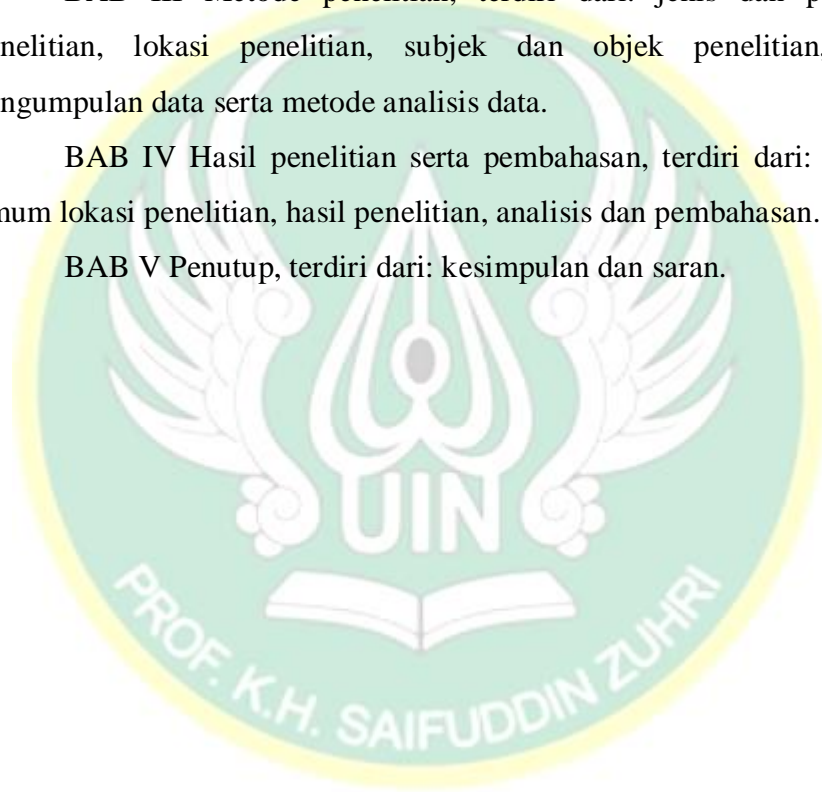 BAB III Metode penelitian, terdiri dari: jenis dan p
nelitian, lokasi penelitian, subjek dan objek penelitian,
ngumpulan data serta metode analisis data.
BAB IV Hasil penelitian serta pembahasan, terdiri dari:
mum lokasi penelitian, hasil penelitian, analisis dan pembahasan.
BAB V Penutup, terdiri dari: kesimpulan dan saran.
UIN
PROF. K.H. SAIFUDDIN ZUHRI